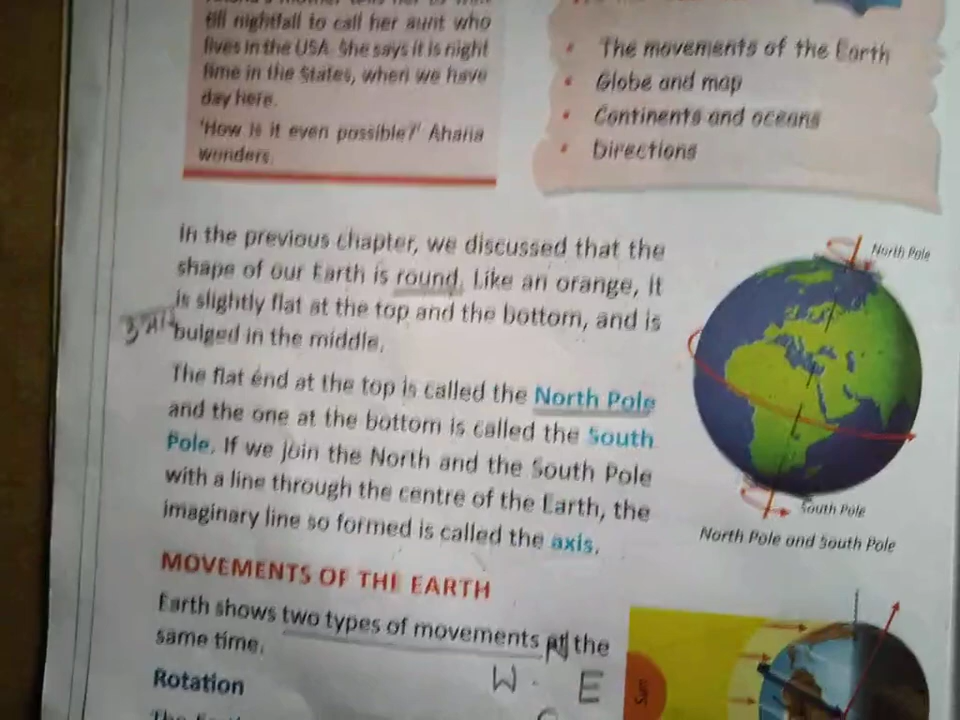 till nightfall to call her aunt who
lives in the USA. She says it is night
time in the States, when we have
day here.
'How is it even possible?' Ahana
wonders.
The movements of the Earth
Globe and map
Continents and oceans
Directions
In the previous chapter, we discussed that the
shape of our Earth is round. Like an orange, it
is slightly flat at the top and the bottom, and is
bulged in the middle.
The flat end at the top is called the North Pole
and the one at the bottom is called the South
Pole. If we join the North and the South Pole
with a line through the centre of the Earth, the
imaginary line so formed is called the axis.
North Pole
South Pole
North Pole and South Pole
MOVEMENTS OF THE EARTH
Earth shows two types of movements at the
same time.
N
W E
Rotation
Sun